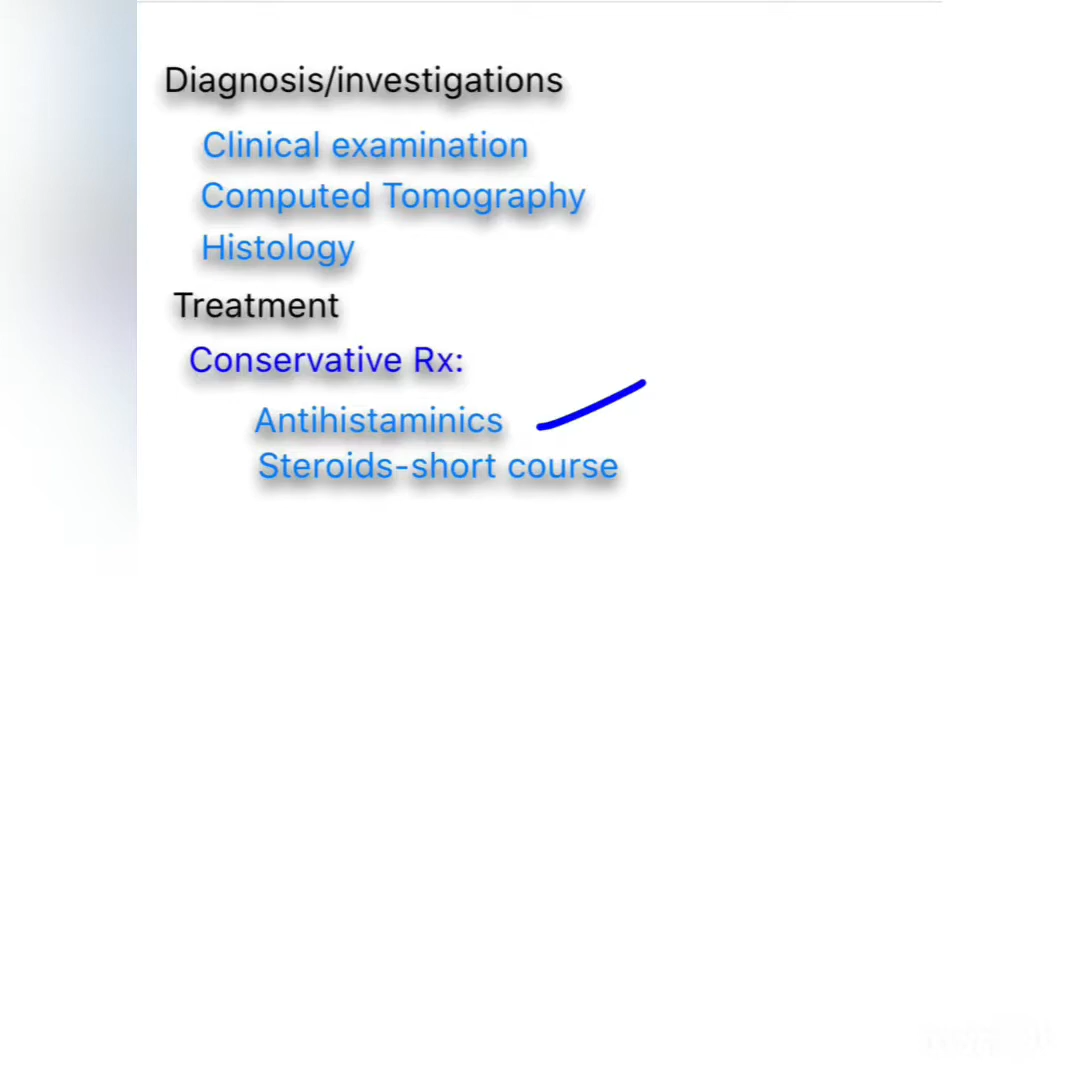 Diagnosis/investigations
Clinical examination
Computed Tomography
Histology
Treatment
Conservative Rx:
Antihistaminics
Steroids-short course